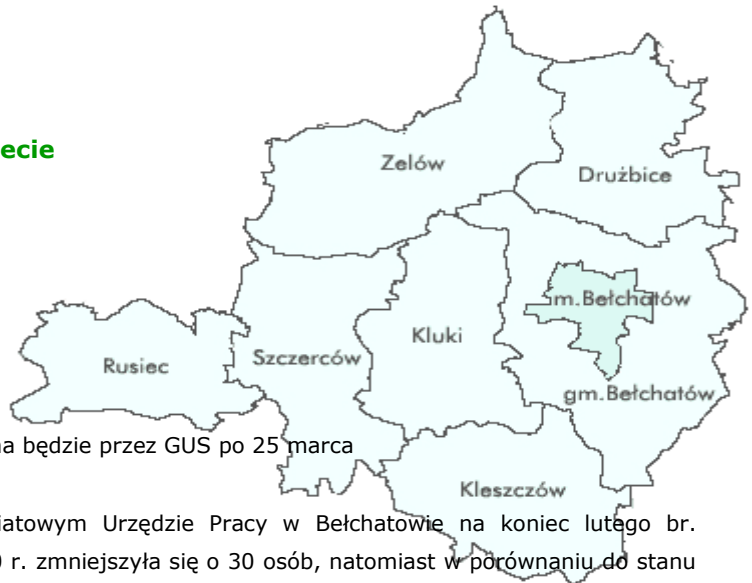 ecie
Zelów
Drużbice
m.Bełchatów
Kluki
Szczerców
Rusiec
gm.Bełchatów
na będzie przez GUS po 25 marca
Kleszczów
iatowym Urzędzie Pracy w Bełchatowie na koniec lutego br.
0 r. zmniejszyła się o 30 osób, natomiast w porównaniu do stanu